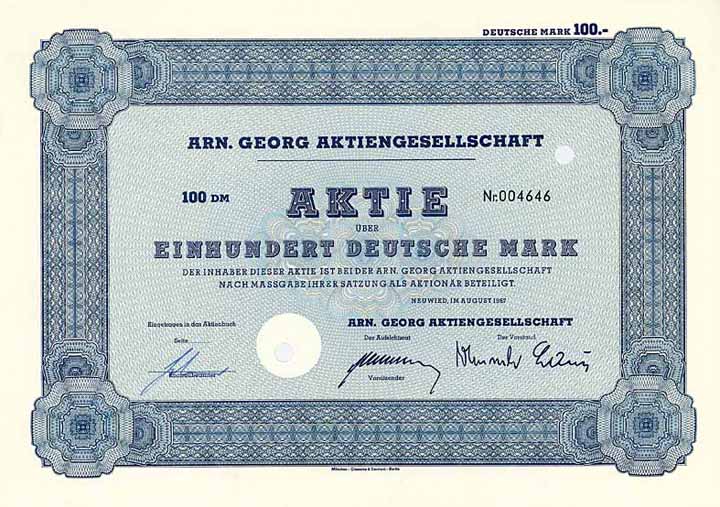 DEUTSCHE MARK 100.-
ARN. GEORG AKTIENGESELLSCHAFT
100 DM
AKTIE
Nr. 004646
ÜBER
EINHUNDERT DEUTSCHE MARK
DER INHABER DIESER AKTIE IST BEI DER ARN. GEORG AKTIENGESELLSCHAFT
NACH MASSGABE IHRER SATZUNG ALS AKTIONÄR BETEILIGT.
NEUWIED, IM AUGUST 1987
Eingetragen in das Aktienbuch
Seite
Kontrollbeamter
ARN. GEORG AKTIENGESELLSCHAFT
Der Aufsichtsrat
Der Vorstand
Vorsitzender